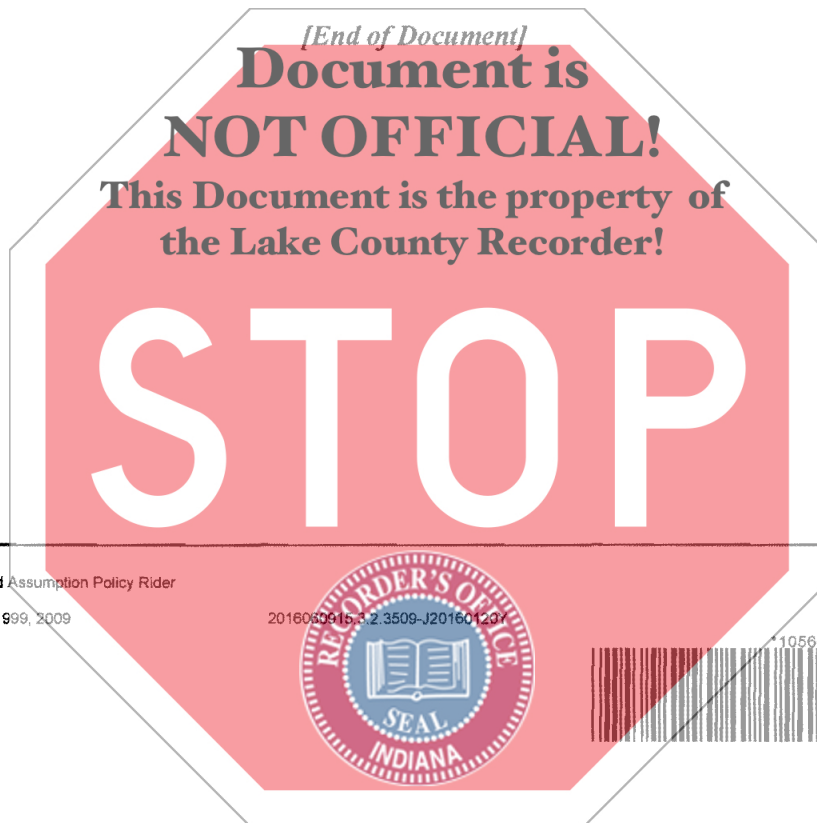 [End of Document]
Document is
NOT OFFICIAL!
This Document is the property of
the Lake County Recorder!
STOP
Assumption Policy Rider
999, 2009
RECORDER'S OFFICE
SEAL
INDIANA
*1056